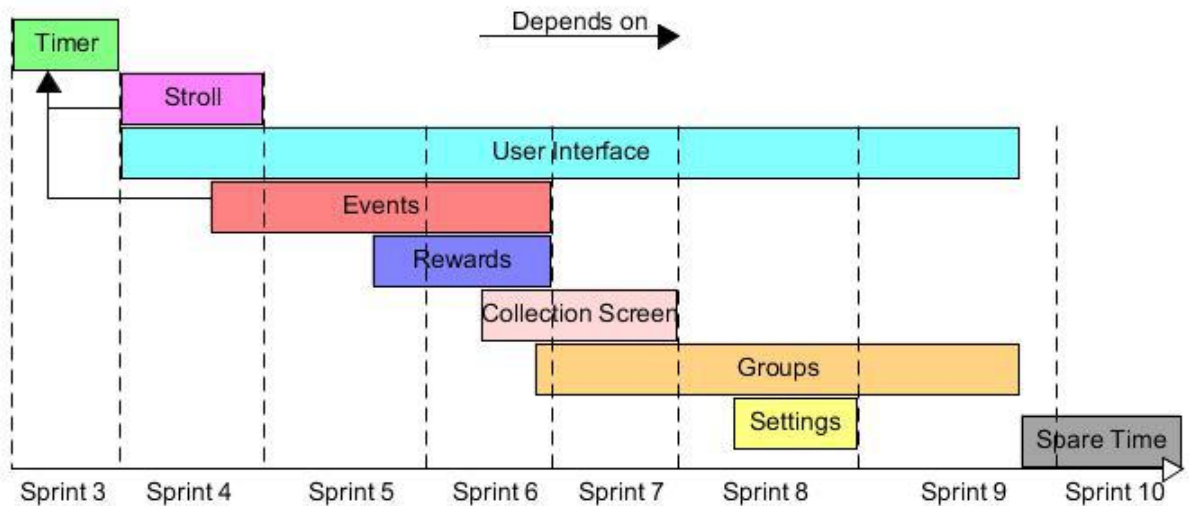 Depends on
Timer
Stroll
User Interface
Events
Rewards
Collection Screen
Groups
Settings
Spare Time
Sprint 3 Sprint 4 Sprint 5 Sprint 6 Sprint 7 Sprint 8 Sprint 9 Sprint 10